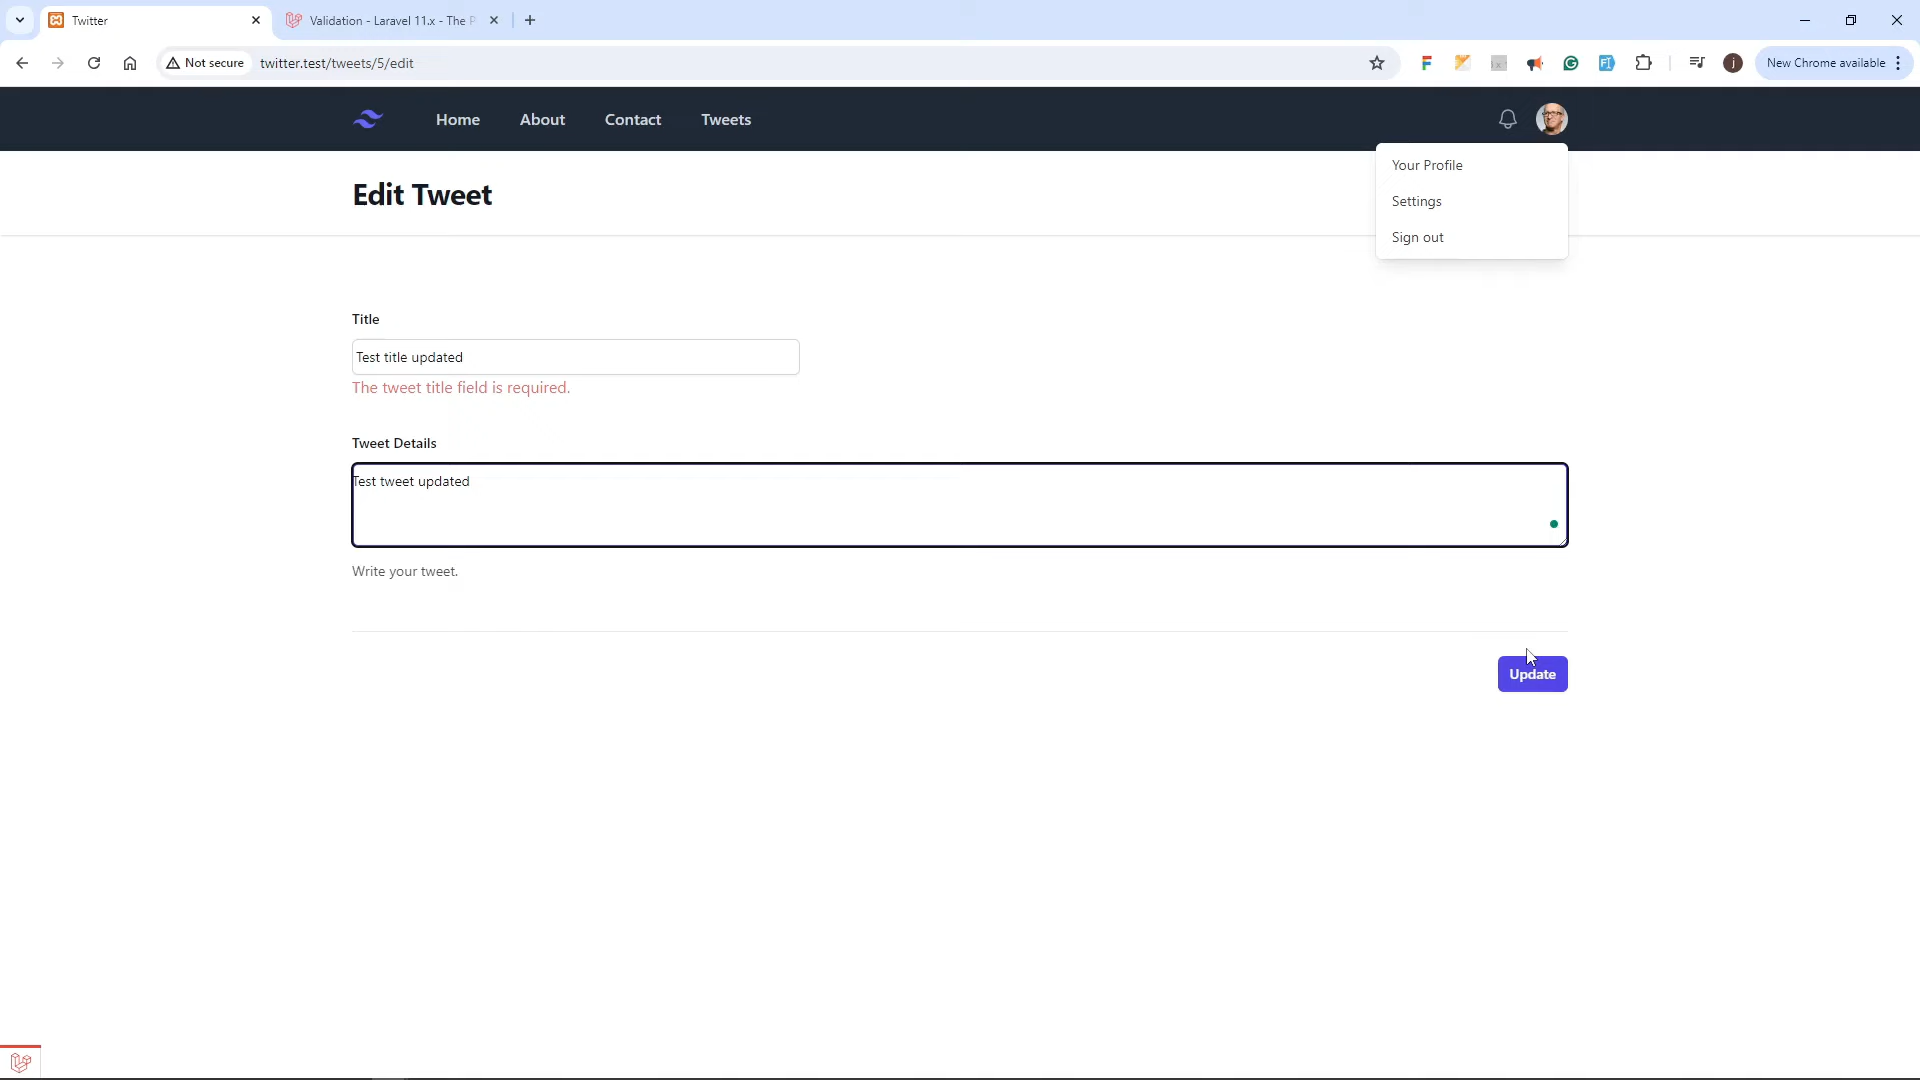 Twitter
Validation - Laravel 11.x - The P
Not secure
twitter.test/tweets/5/edit
New Chrome available
Home
About
Contact
Tweets
Your Profile
Settings
Sign out
Edit Tweet
Title
Test title updated
The tweet title field is required.
Tweet Details
Test tweet updated
Write your tweet.
Update